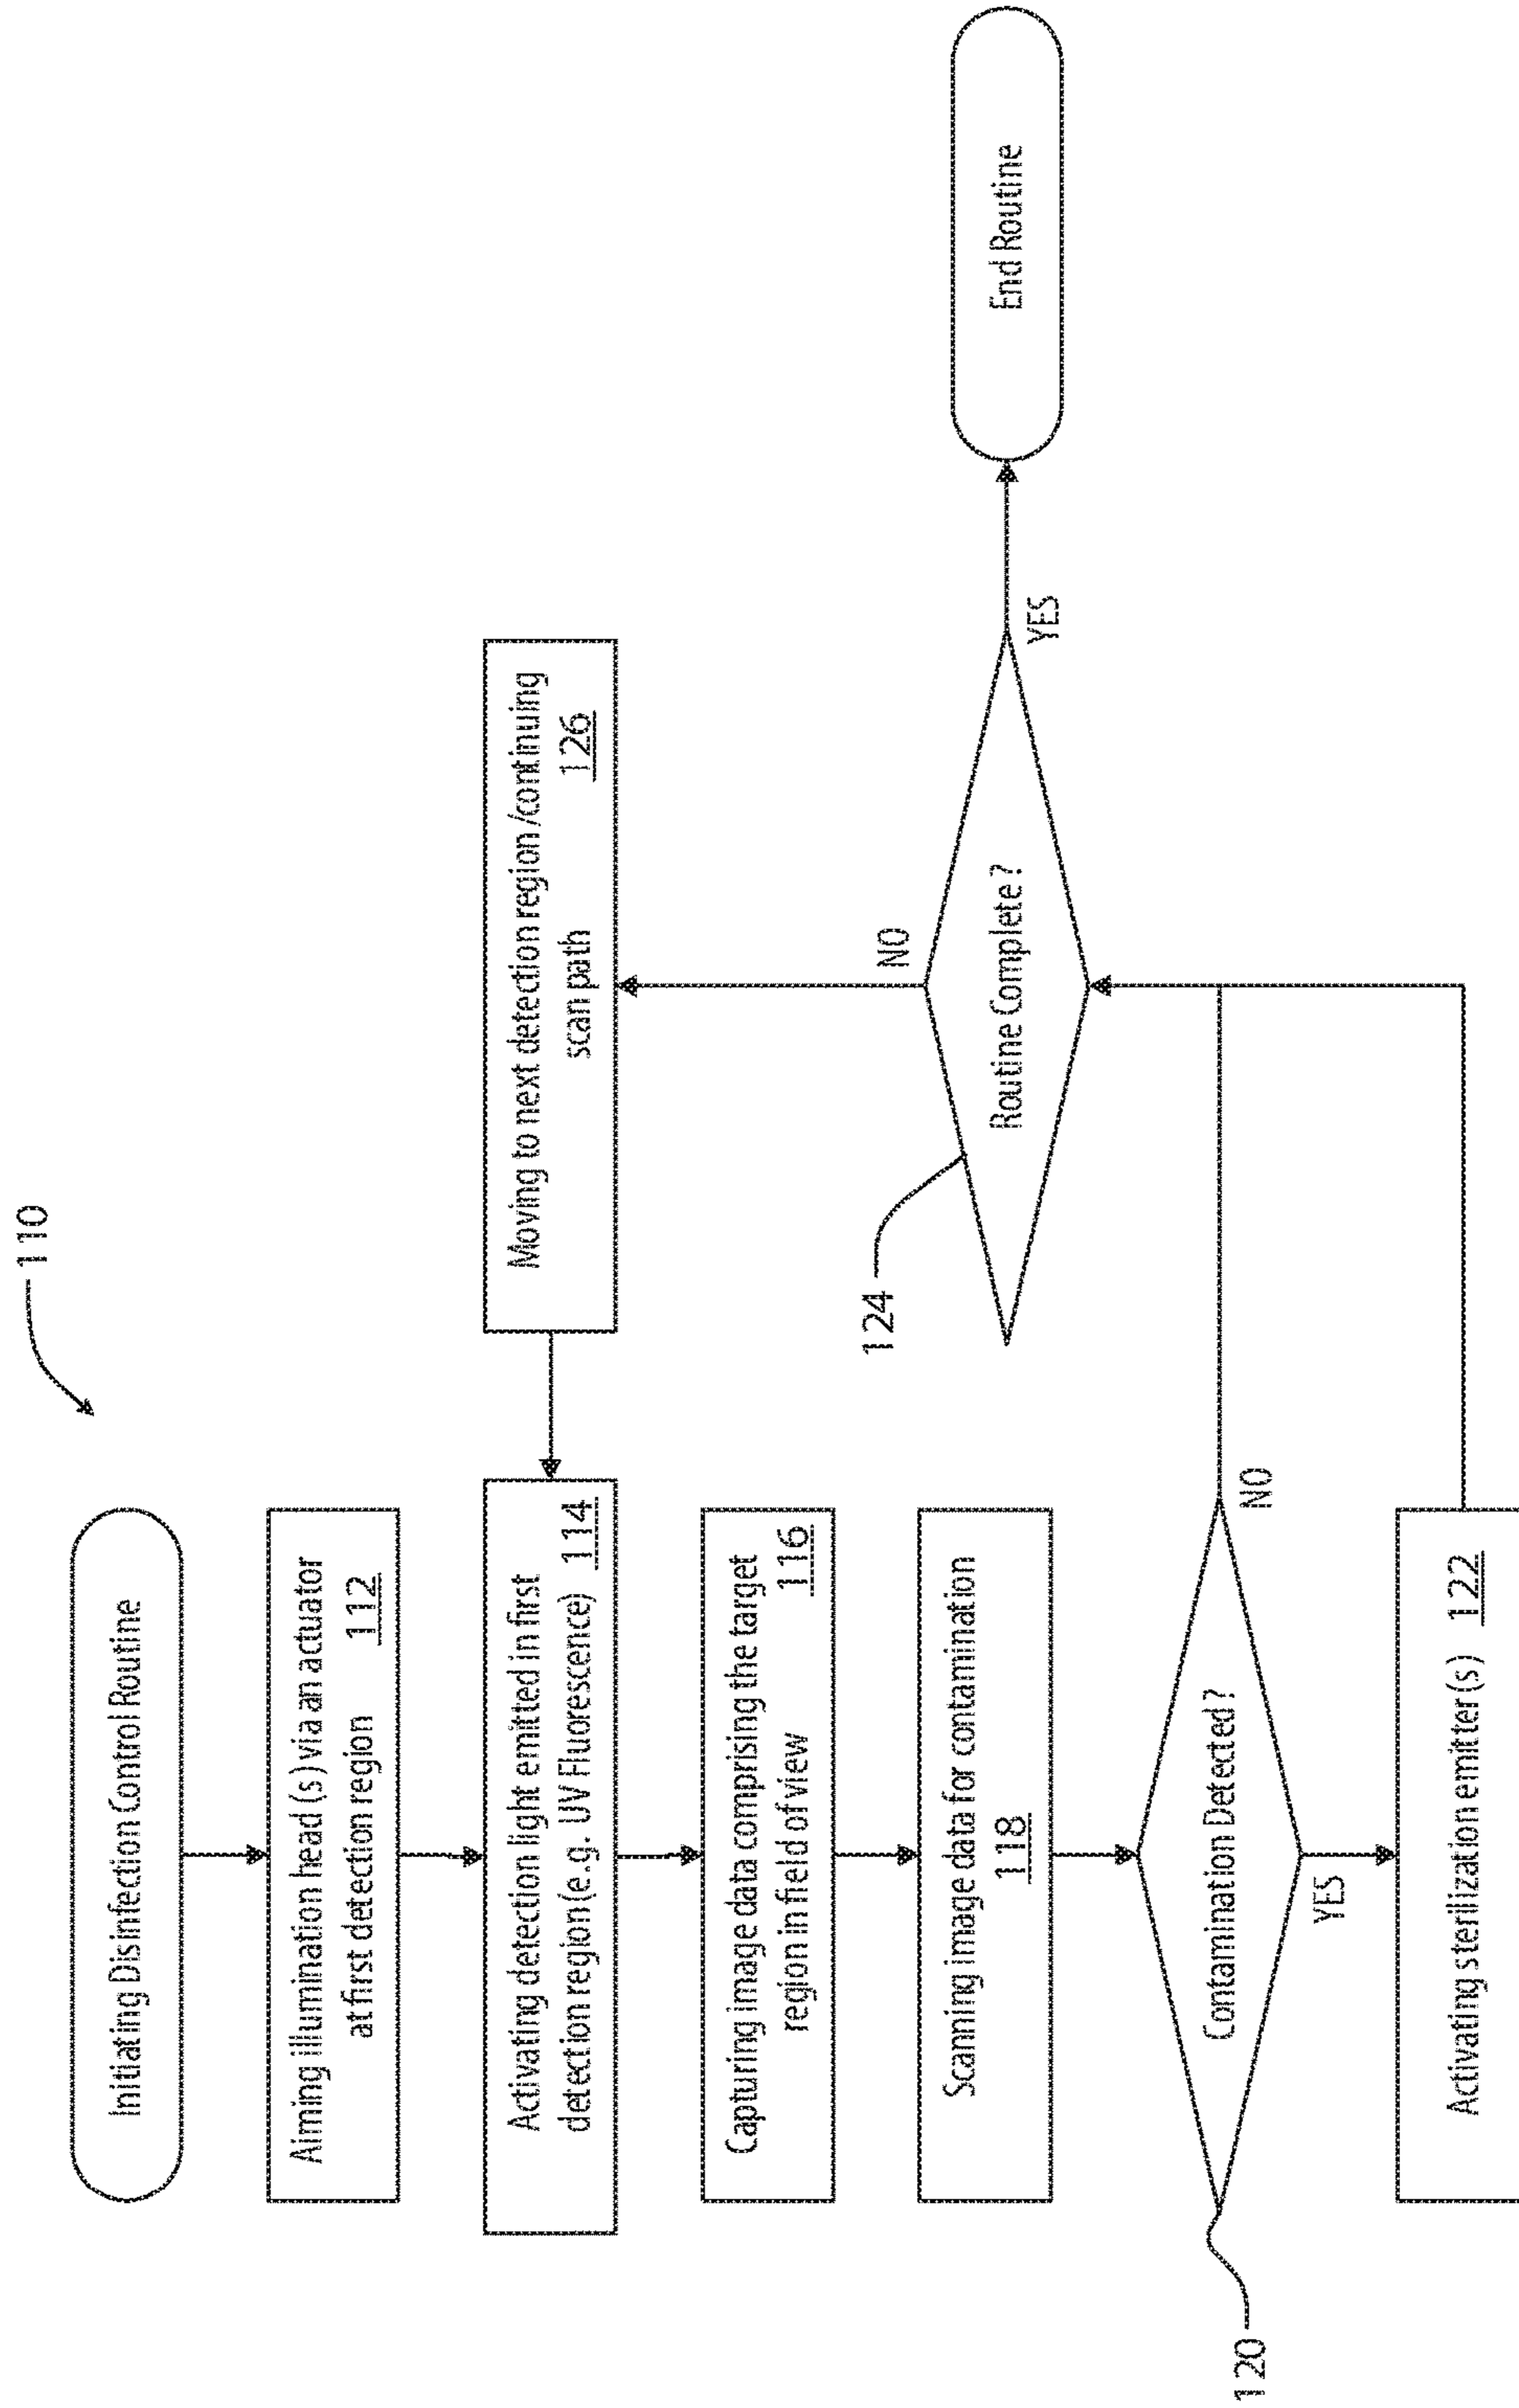 110
Initiating Disinfection Control Routine
Aiming illumination head(s) via an actuator
at first detection region 112
Activating detection light emitted in first
detection region (e.g. UV Fluorescence) 114
Capturing image data comprising the target
region in field of view 116
Scanning image data for contamination
118
Contamination Detected?
120
NO
YES
Activating sterilization emitter(s) 122
Moving to next detection region/continuing
scan path 126
NO
124
Routine Complete?
YES
End Routine